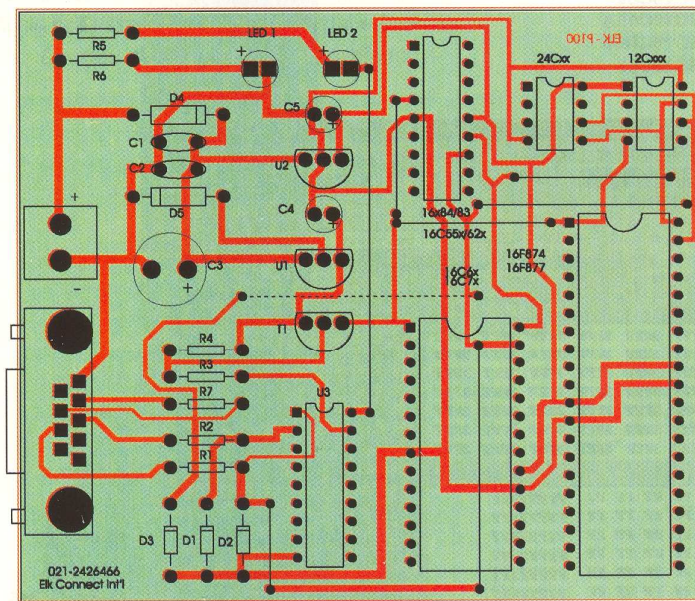 LED 1
LED 2
ELK - P100
R5
R6
24Cxx
12Cxxx
D4
C5
C1
C2
U2
D5
C4
16x84/83
16C55x/62x
+
-
C3
+
U1
16F874
16F877
16C6x
16C7x
T1
R4
R3
R7
U3
R2
R1
D3
D1
D2
021-2426466
Elk Connect Int'l